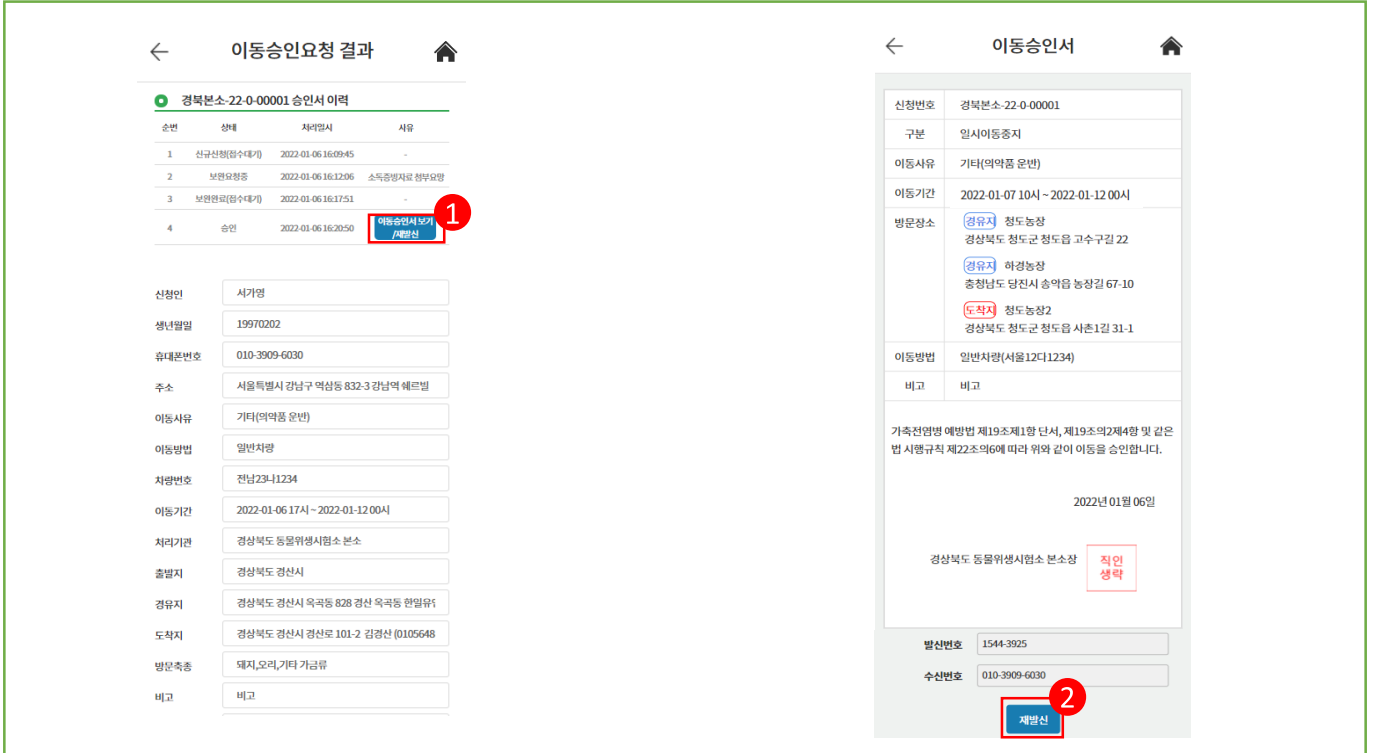 이동승인요청 결과
경북본소-22-0-00001 승인서 이력
순번 상태 처리일시 사유
1 신규신청(접수대기) 2022-01-06 16:09:45 -
2 보완요청중 2022-01-06 16:12:06 소독증빙자료 첨부요망
3 보완완료(접수대기) 2022-01-06 16:17:51 -
4 승인 2022-01-06 16:20:50 이동승인서 보기
/재발신
1
신청인 서가영
생년월일 19970202
휴대폰번호 010-3909-6030
주소 서울특별시 강남구 역삼동 832-3 강남역 쉐르빌
이동사유 기타(의약품 운반)
이동방법 일반차량
차량번호 전남23나1234
이동기간 2022-01-06 17시 ~ 2022-01-12 00시
처리기관 경상북도 동물위생시험소 본소
출발지 경상북도 경산시
경유지 경상북도 경산시 옥곡동 828 경산 옥곡동 한일유
도착지 경상북도 경산시 경산로 101-2 김경산 (0105648
방문축종 돼지,오리,기타 가금류
비고 비고
이동승인서
신청번호 경북본소-22-0-00001
구분 일시이동중지
이동사유 기타(의약품 운반)
이동기간 2022-01-07 10시 ~ 2022-01-12 00시
방문장소 경유지 청도농장
경상북도 청도군 청도읍 고수구길 22
경유지 하경농장
충청남도 당진시 송악읍 농장길 67-10
도착지 청도농장2
경상북도 청도군 청도읍 사촌1길 31-1
이동방법 일반차량(서울12다1234)
비고 비고
가축전염병 예방법 제19조제1항 단서, 제19조의2제4항 및 같은
법 시행규칙 제22조의6에 따라 위와 같이 이동을 승인합니다.
2022년 01월 06일
경상북도 동물위생시험소 본소장 직인
생략
발신번호 1544-3925
수신번호 010-3909-6030
2
재발신